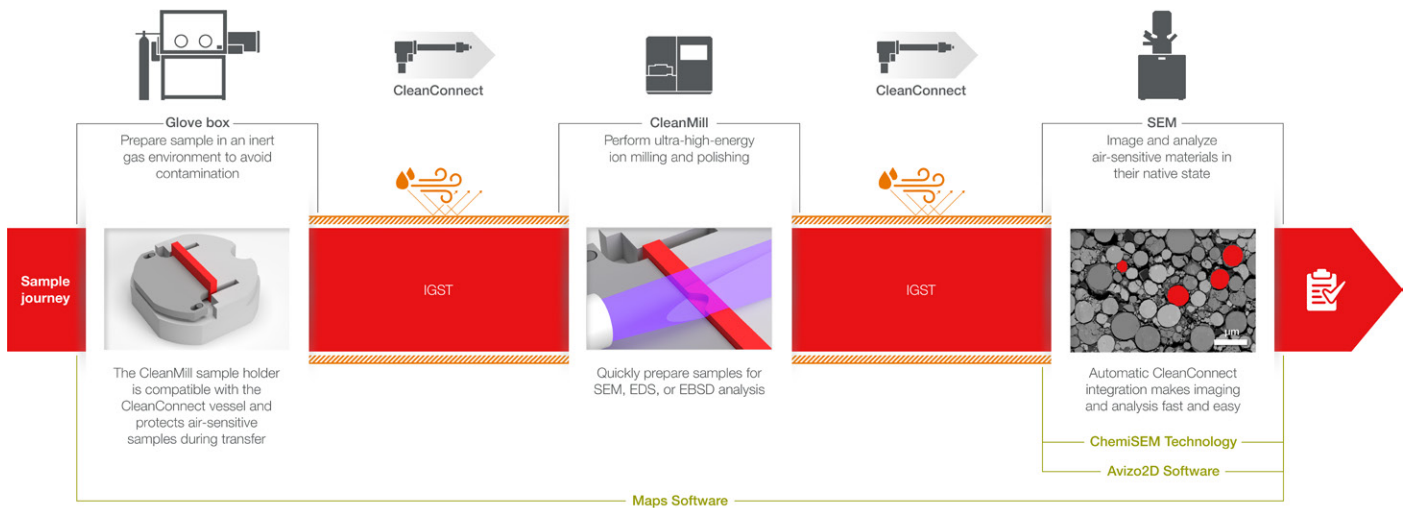 CleanConnect
CleanConnect
Glove box
Prepare sample in an inert
gas environment to avoid
contamination
CleanMill
Perform ultra-high-energy
ion milling and polishing
SEM
Image and analyze
air-sensitive materials in
their native state
Sample
journey
IGST
IGST
µm
The CleanMill sample holder
is compatible with the
CleanConnect vessel and
protects air-sensitive
samples during transfer
Quickly prepare samples for
SEM, EDS, or EBSD analysis
Automatic CleanConnect
integration makes imaging
and analysis fast and easy
ChemiSEM Technology
Avizo2D Software
Maps Software